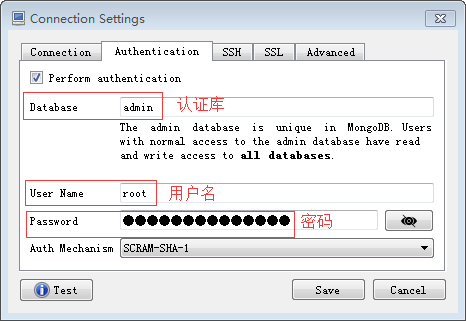 Connection Settings
Connection Authentication SSH SSL Advanced
Perform authentication
Database admin 认证库
The admin database is unique in MongoDB. Users
with normal access to the admin database have read
and write access to all databases.
User Name root 用户名
Password ●●●●●●●●●●●●●● 密码
Auth Mechanism SCRAM-SHA-1
Test Save Cancel